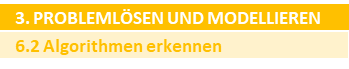 3. PROBLEMLÖSEN UND MODELLIEREN
6.2 Algorithmen erkennen